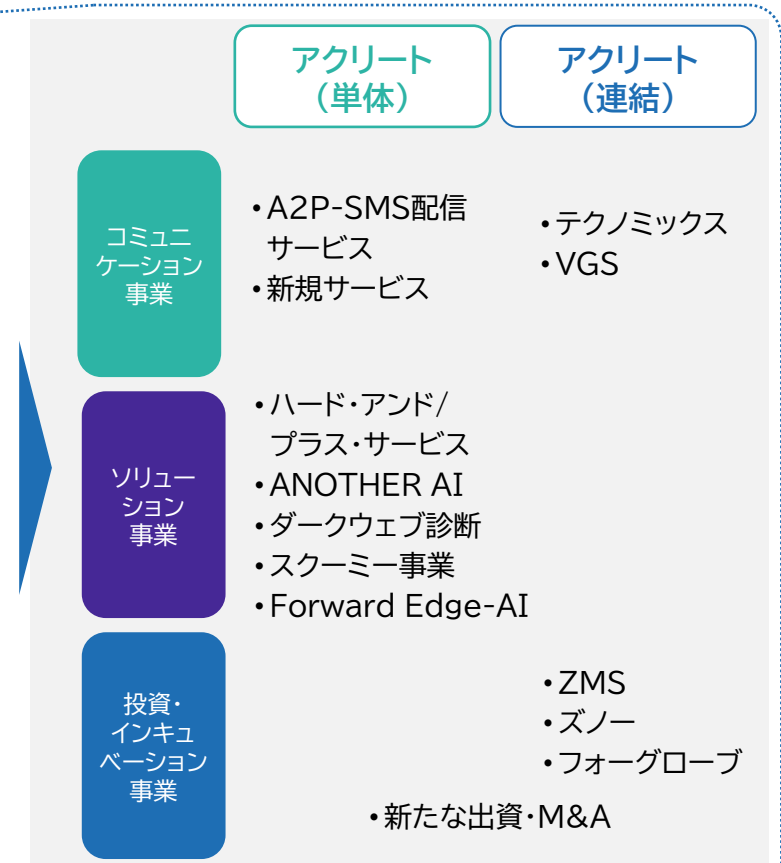 アクリート
（単体）
アクリート
（連結）
コミュニ
ケーション
事業
・A2P-SMS配信
サービス
・新規サービス
・テクノミックス
・VGS
ソリュー
ション
事業
・ハード・アンド/
プラス・サービス
・ANOTHER AI
・ダークウェブ診断
・スクーミー事業
・Forward Edge-AI
投資・
インキュ
ベーション
事業
・ZMS
・ズノー
・フォーグローブ
・新たな出資・M&A